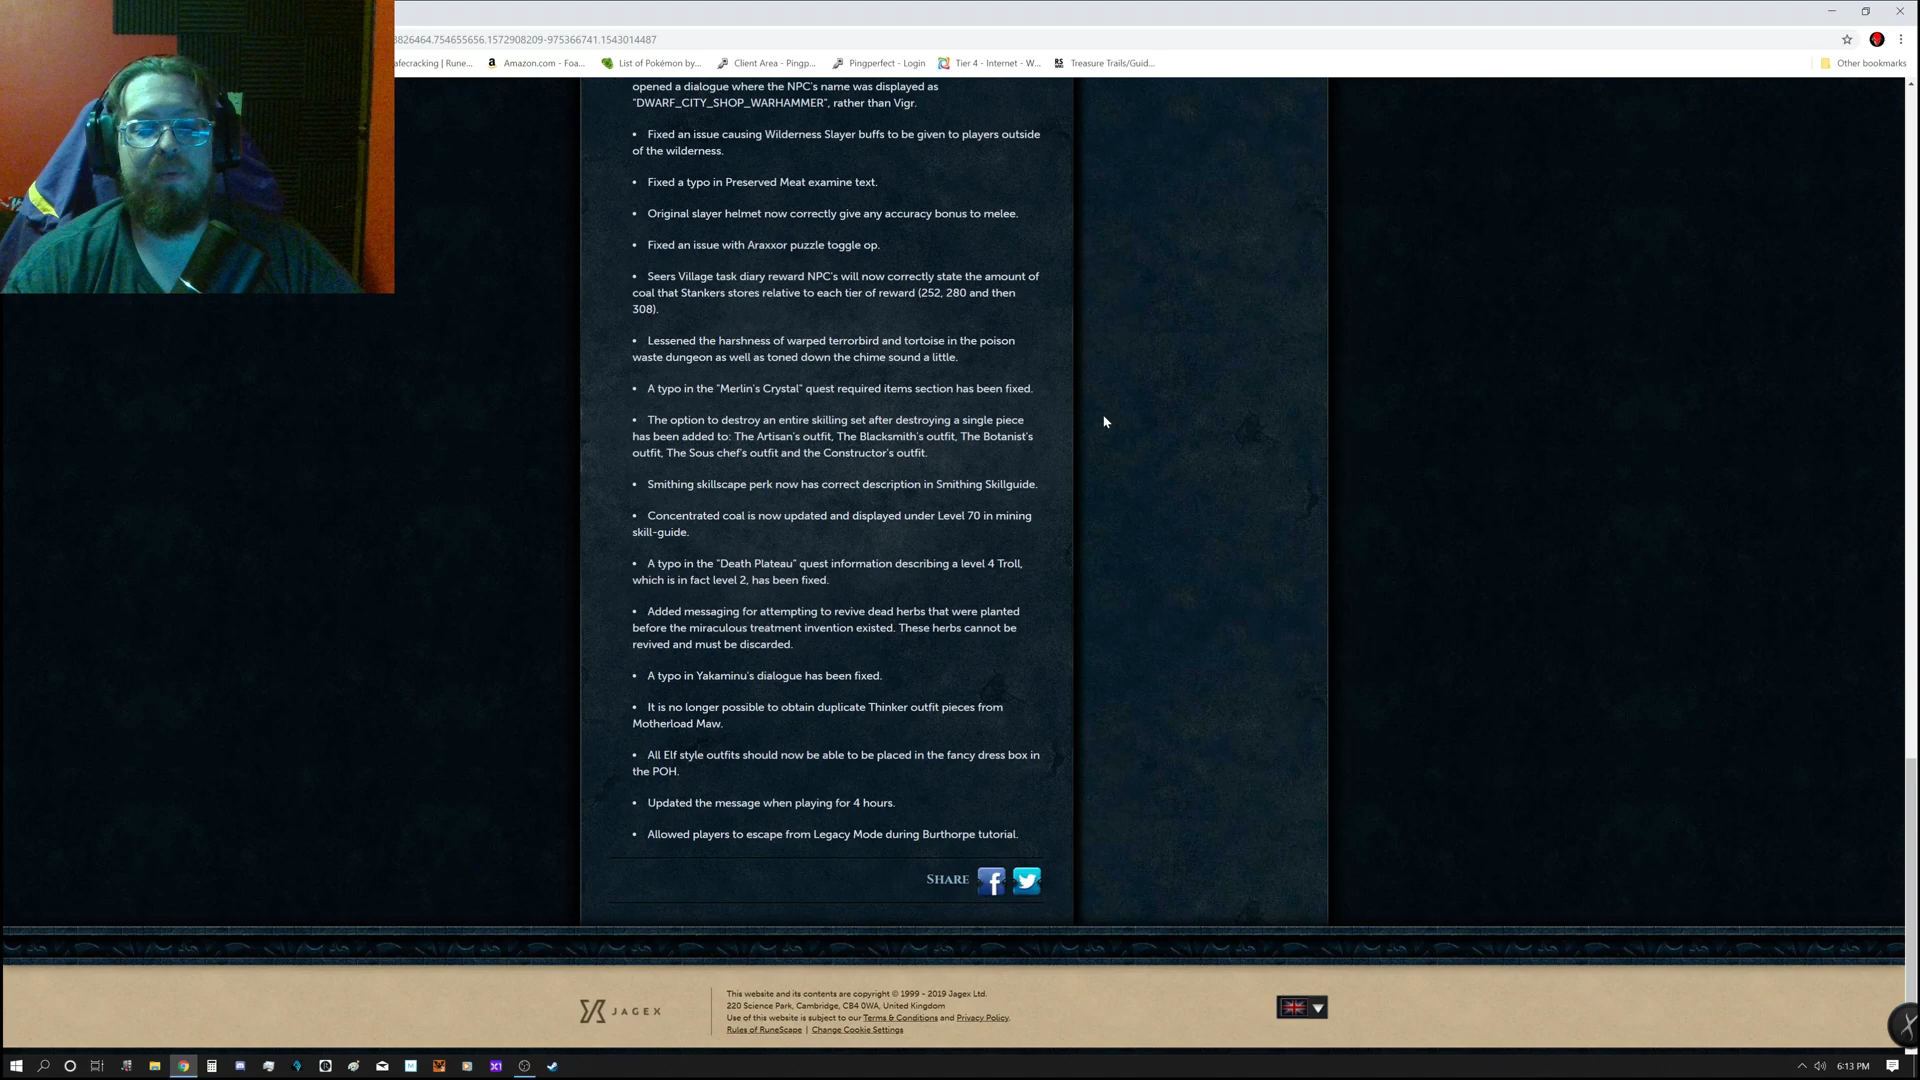 3826464.754655656.1572908209-975366741.1543014487
afecracking | Rune...
Amazon.com - Foa...
List of Pokémon by...
Client Area - Pingp...
Pingperfect - Login
Tier 4 - Internet - W...
Treasure Trails/Guid...
Other bookmarks
opened a dialogue where the NPC's name was displayed as
"DWARF_CITY_SHOP_WARHAMMER", rather than Vigr.
• Fixed an issue causing Wilderness Slayer buffs to be given to players outside
of the wilderness.
• Fixed a typo in Preserved Meat examine text.
• Original slayer helmet now correctly give any accuracy bonus to melee.
• Fixed an issue with Araxxor puzzle toggle op.
• Seers Village task diary reward NPC's will now correctly state the amount of
coal that Stankers stores relative to each tier of reward (252, 280 and then
308).
• Lessened the harshness of warped terrorbird and tortoise in the poison
waste dungeon as well as toned down the chime sound a little.
• A typo in the "Merlin's Crystal" quest required items section has been fixed.
• The option to destroy an entire skilling set after destroying a single piece
has been added to: The Artisan's outfit, The Blacksmith's outfit, The Botanist's
outfit, The Sous chef's outfit and the Constructor's outfit.
• Smithing skillscape perk now has correct description in Smithing Skillguide.
• Concentrated coal is now updated and displayed under Level 70 in mining
skill-guide.
• A typo in the "Death Plateau" quest information describing a level 4 Troll,
which is in fact level 2, has been fixed.
• Added messaging for attempting to revive dead herbs that were planted
before the miraculous treatment invention existed. These herbs cannot be
revived and must be discarded.
• A typo in Yakaminu's dialogue has been fixed.
• It is no longer possible to obtain duplicate Thinker outfit pieces from
Motherload Maw.
• All Elf style outfits should now be able to be placed in the fancy dress box in
the POH.
• Updated the message when playing for 4 hours.
• Allowed players to escape from Legacy Mode during Burthorpe tutorial.
SHARE
JAGEX
This website and its contents are copyright © 1999 - 2019 Jagex Ltd.
220 Science Park, Cambridge, CB4 0WA, United Kingdom
Use of this website is subject to our Terms & Conditions and Privacy Policy.
Rules of RuneScape | Change Cookie Settings
6:13 PM